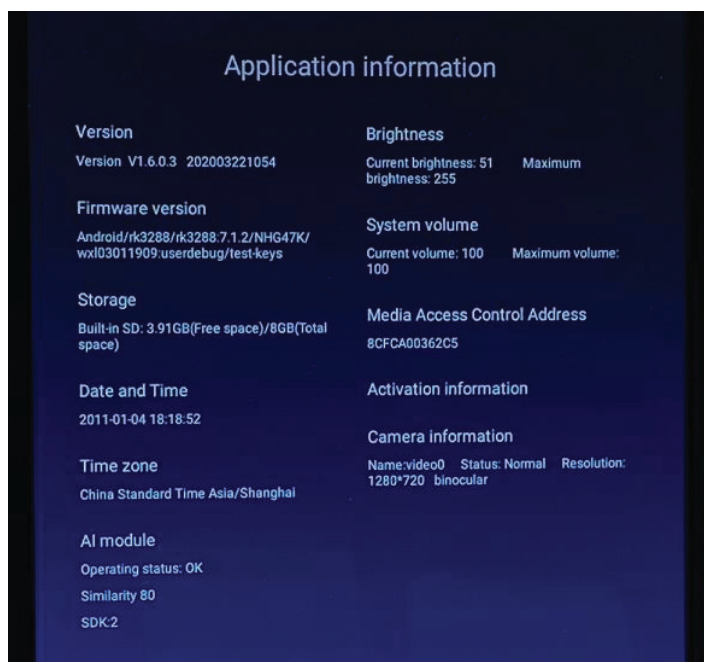 Application information
Version
Version V1.6.0.3 202003221054
Firmware version
Android/rk3288/rk3288:7.1.2/NHG47K/
wxl03011909:userdebug/test-keys
Storage
Built-in SD: 3.91GB(Free space)/8GB(Total
space)
Date and Time
2011-01-04 18:18:52
Time zone
China Standard Time Asia/Shanghai
AI module
Operating status: OK
Similarity 80
SDK:2
Brightness
Current brightness: 51 Maximum
brightness: 255
System volume
Current volume: 100 Maximum volume:
100
Media Access Control Address
8CFCA00362C5
Activation information
Camera information
Name:video0 Status: Normal Resolution:
1280*720 binocular